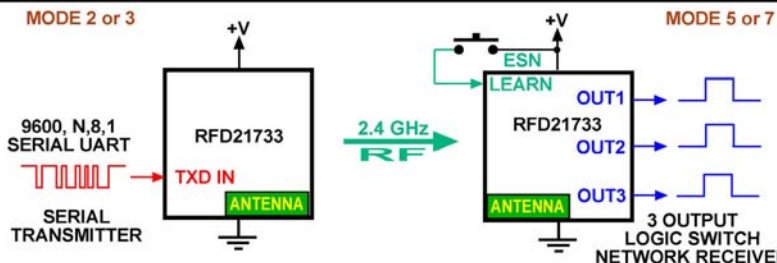 MODE 2 or 3
+V
9600, N,8,1
SERIAL UART
RFD21733
TXD IN
ANTENNA
SERIAL
TRANSMITTER
2.4 GHz
RF
MODE 5 or 7
+V
ESN
LEARN
OUT1
RFD21733
OUT2
OUT3
ANTENNA
3 OUTPUT
LOGIC SWITCH
NETWORK RECEIVER